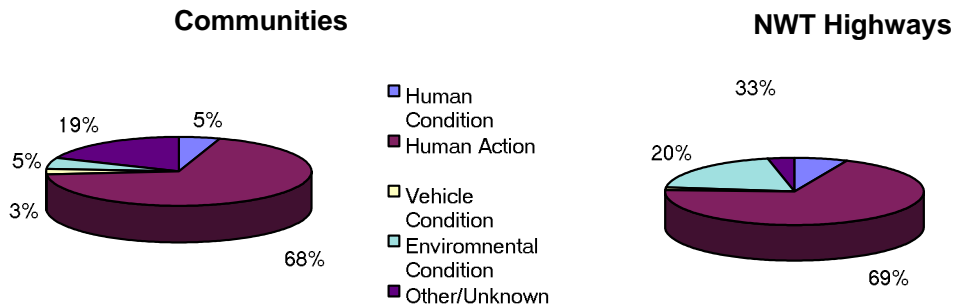 Communities
19%
5%
5%
3%
68%
Human
Condition
Human Action
Vehicle
Condition
Enviromnental
Condition
Other/Unknown
NWT Highways
33%
20%
69%